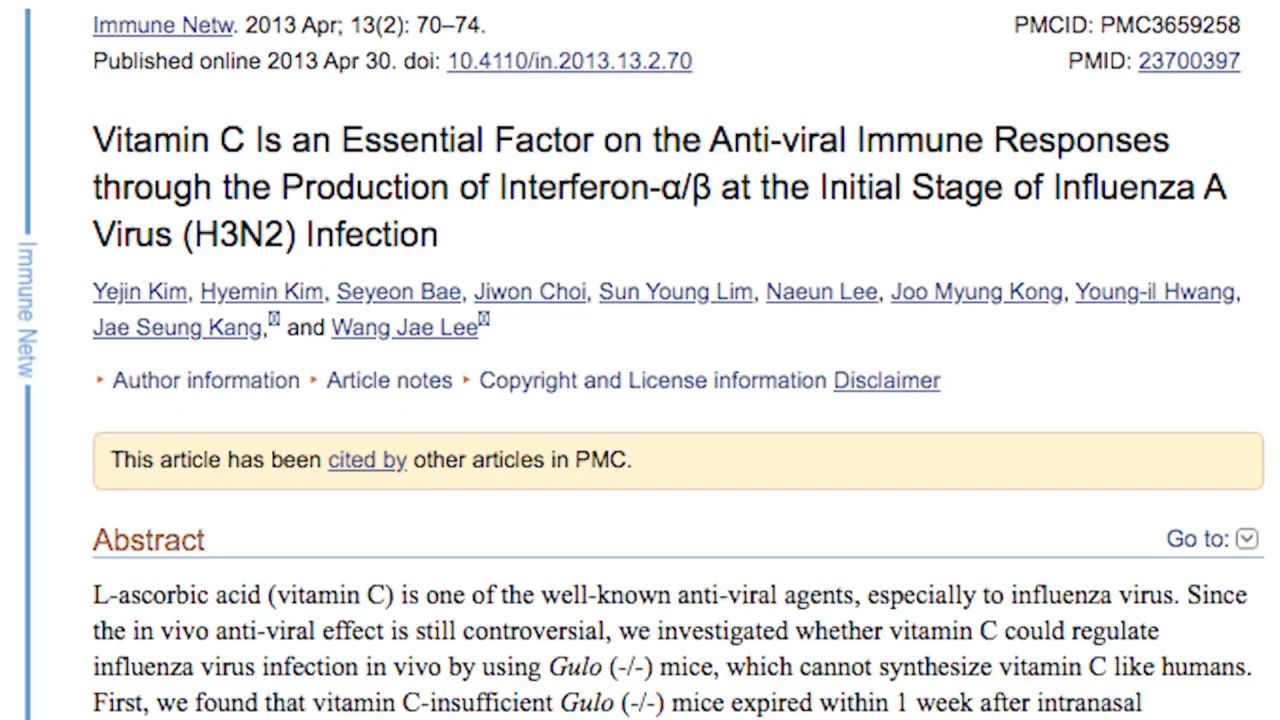 Immune Netw. 2013 Apr; 13(2): 70–74.
PMCID: PMC3659258
Published online 2013 Apr 30. doi: 10.4110/in.2013.13.2.70
PMID: 23700397
Vitamin C Is an Essential Factor on the Anti-viral Immune Responses
through the Production of Interferon-α/β at the Initial Stage of Influenza A
Virus (H3N2) Infection
Yejin Kim, Hyemin Kim, Seyeon Bae, Jiwon Choi, Sun Young Lim, Naeun Lee, Joo Myung Kong, Young-il Hwang,
Jae Seung Kang, and Wang Jae Lee
Author information Article notes Copyright and License information Disclaimer
This article has been cited by other articles in PMC.
Abstract
Go to:
L-ascorbic acid (vitamin C) is one of the well-known anti-viral agents, especially to influenza virus. Since
the in vivo anti-viral effect is still controversial, we investigated whether vitamin C could regulate
influenza virus infection in vivo by using Gulo (-/-) mice, which cannot synthesize vitamin C like humans.
First, we found that vitamin C-insufficient Gulo (-/-) mice expired within 1 week after intranasal
Immune Netw